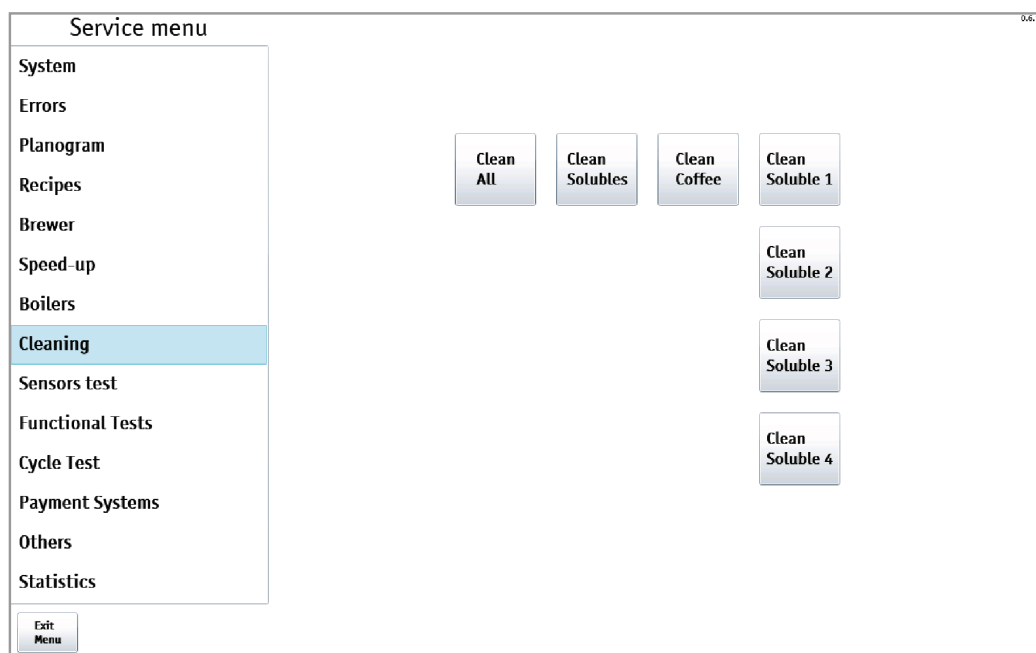 Service menu
0.6.
System
Errors
Planogram
Recipes
Brewer
Speed-up
Boilers
Cleaning
Sensors test
Functional Tests
Cycle Test
Payment Systems
Others
Statistics
Exit
Menu
Clean
All
Clean
Solubles
Clean
Coffee
Clean
Soluble 1
Clean
Soluble 2
Clean
Soluble 3
Clean
Soluble 4